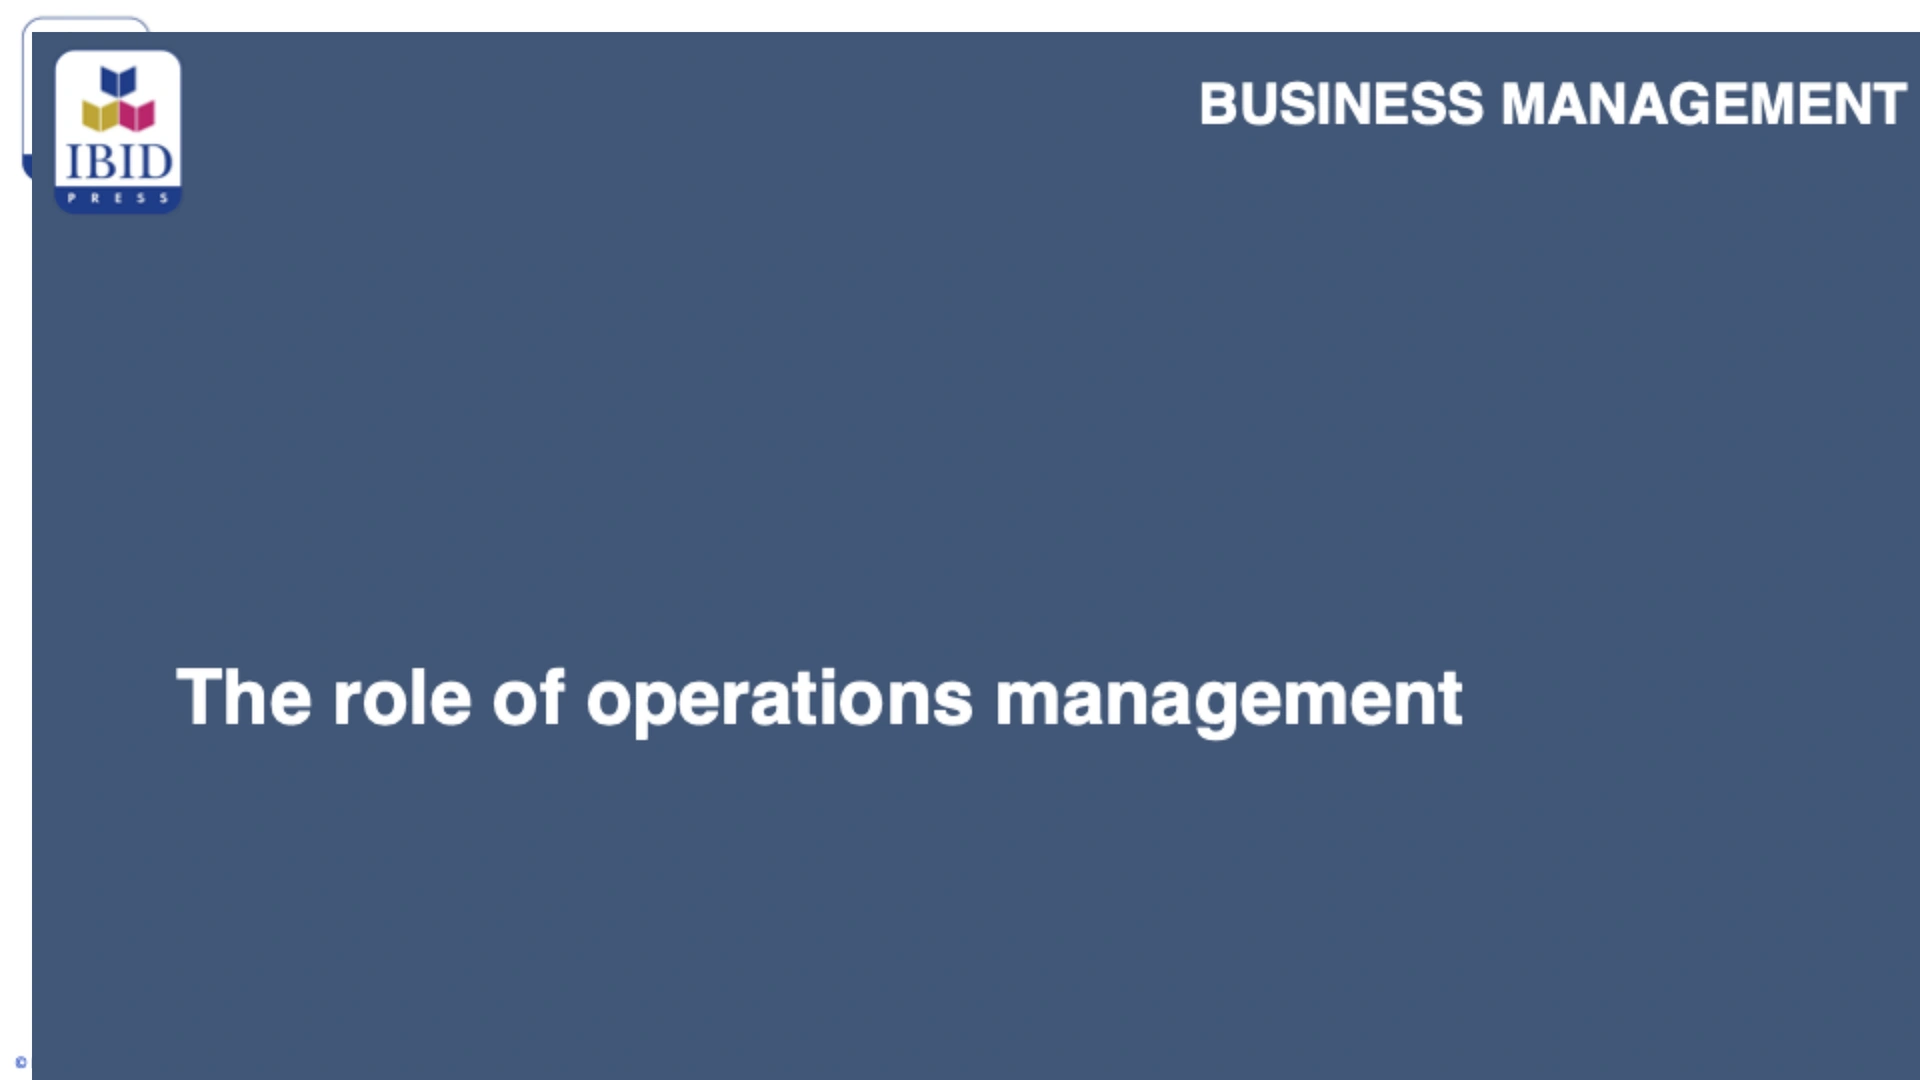 BUSINESS MANAGEMENT
IBID
PRESS
The role of operations management
©